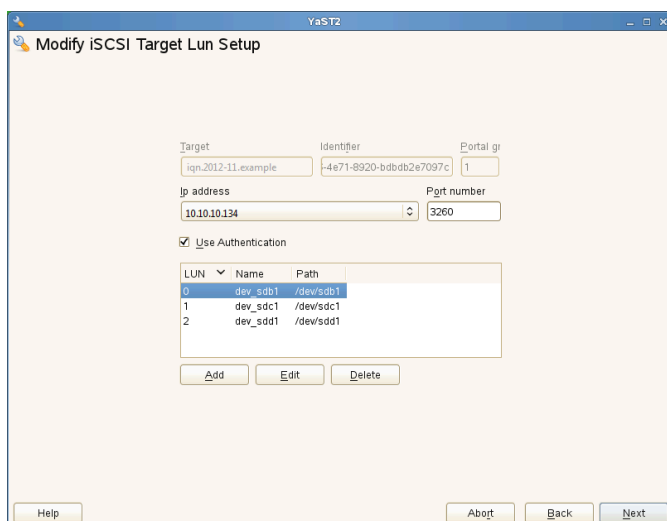 YaST2
Modify iSCSI Target Lun Setup
Target Identifier Portal gr
iqn.2012-11.example -4e71-8920-bdbdb2e7097c 1
Ip address Port number
10.10.10.134 3260
Use Authentication
LUN Name Path
0 dev_sdb1 /dev/sdb1
1 dev_sdc1 /dev/sdc1
2 dev_sdd1 /dev/sdd1
Add Edit Delete
Help Abort Back Next